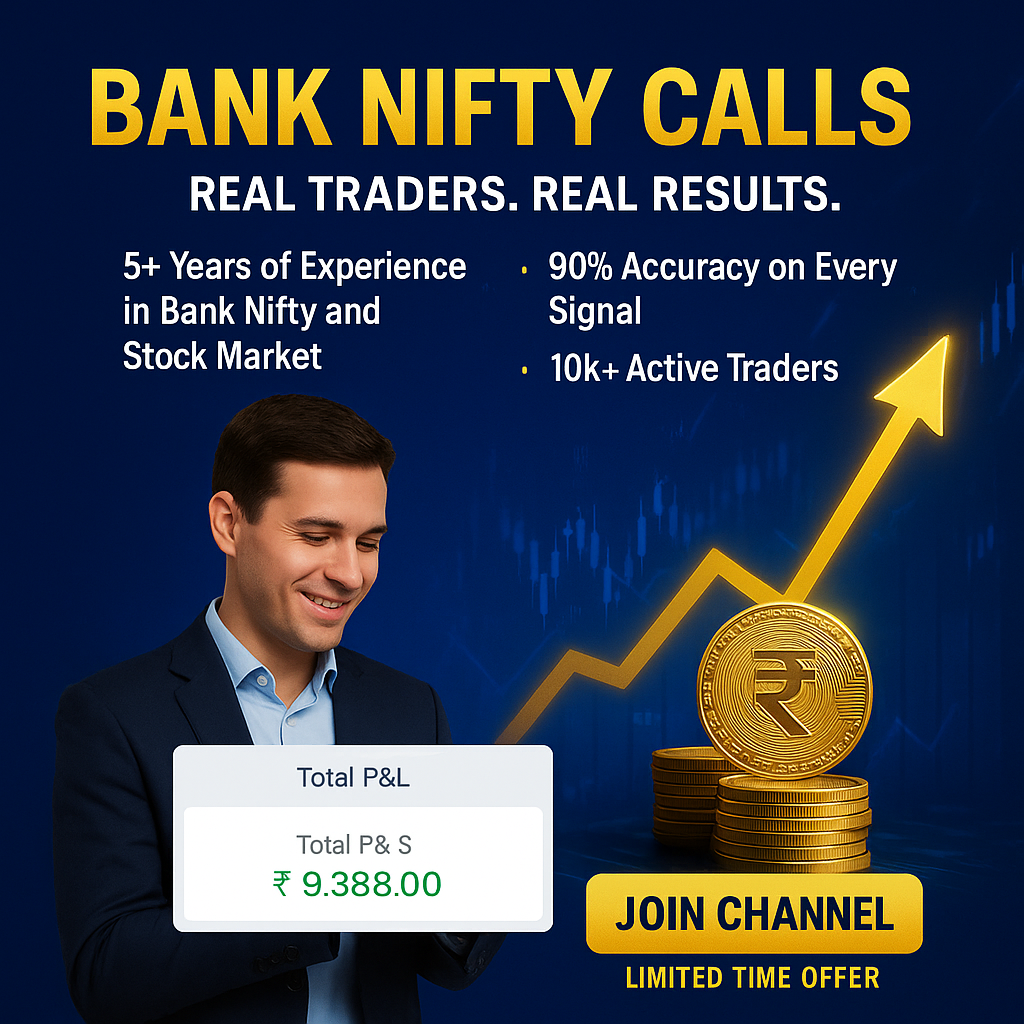 BANK NIFTY CALLS
REAL TRADERS. REAL RESULTS.
5+ Years of Experience
in Bank Nifty and
Stock Market
• 90% Accuracy on Every
Signal
• 10k+ Active Traders
Total P&L
Total P& S
₹ 9.388.00
JOIN CHANNEL
LIMITED TIME OFFER